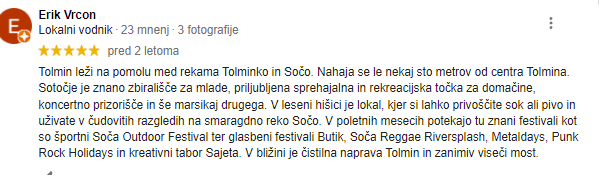 Erik Vrcon
Lokalni vodnik · 23 mnenj · 3 fotografije
pred 2 letoma
Tolmin leži na pomolu med rekama Tolminko in Sočo. Nahaja se le nekaj sto metrov od centra Tolmina.
Sotočje je znano zbirališče za mlade, priljubljena sprehajalna in rekreacijska točka za domačine,
koncertno prizorišče in še marsikaj drugega. V leseni hišici je lokal, kjer si lahko privoščite sok ali pivo in
uživate v čudovitih razgledih na smaragdno reko Sočo. V poletnih mesecih potekajo tu znani festivali kot
so športni Soča Outdoor Festival ter glasbeni festivali Butik, Soča Reggae Riversplash, Metaldays, Punk
Rock Holidays in kreativni tabor Sajeta. V bližini je čistilna naprava Tolmin in zanimiv viseči most.